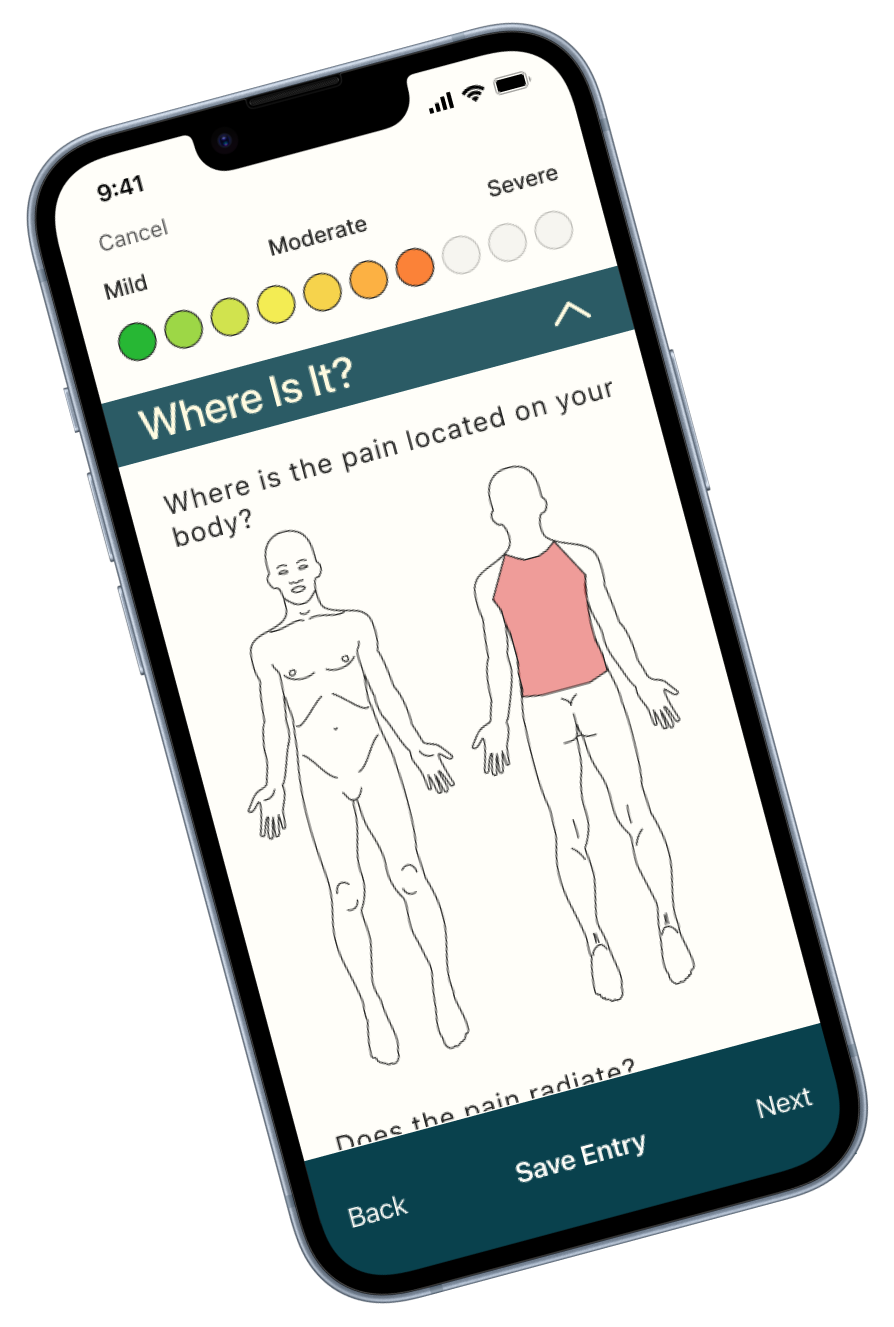 9:41
Cancel
Mild
Moderate
Severe
Where Is It?
Where is the pain located on your
body?
Does the pain radiate?
Back
Save Entry
Next